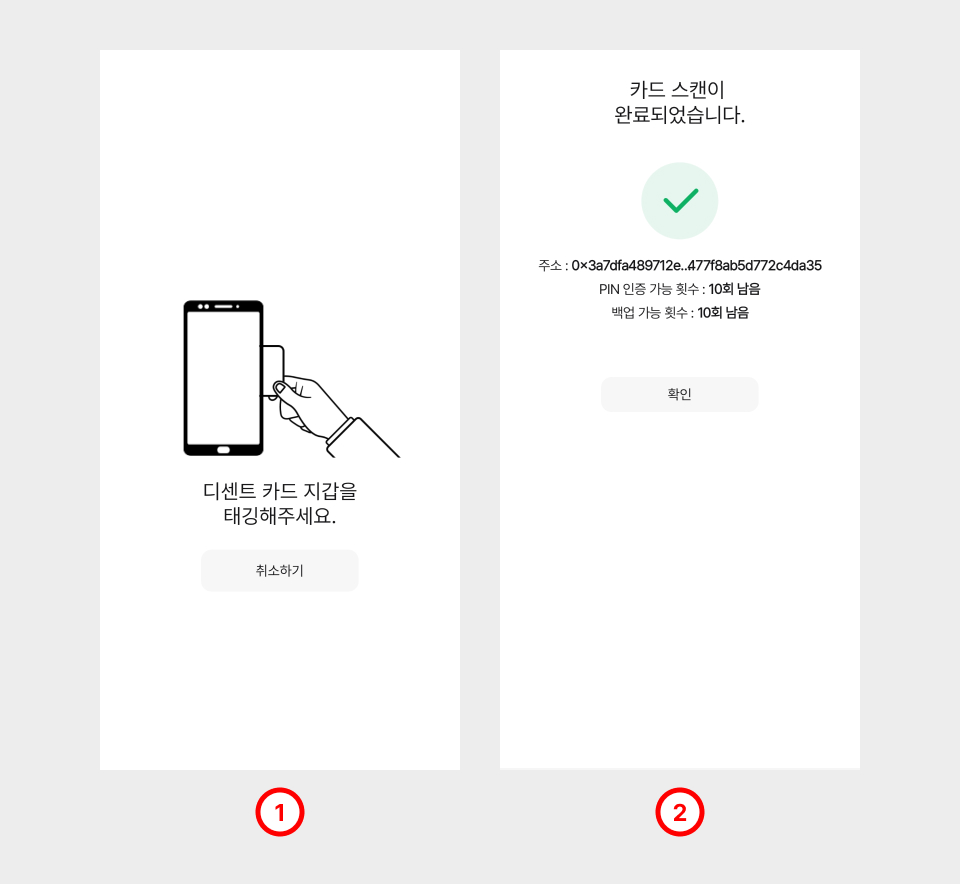 디센트 카드 지갑을
태깅해주세요.
취소하기
1
카드 스캔이
완료되었습니다.
주소 : 0×3a7dfa489712e..477f8ab5d772c4da35
PIN 인증 가능 횟수 : 10회 남음
백업 가능 횟수 : 10회 남음
확인
2